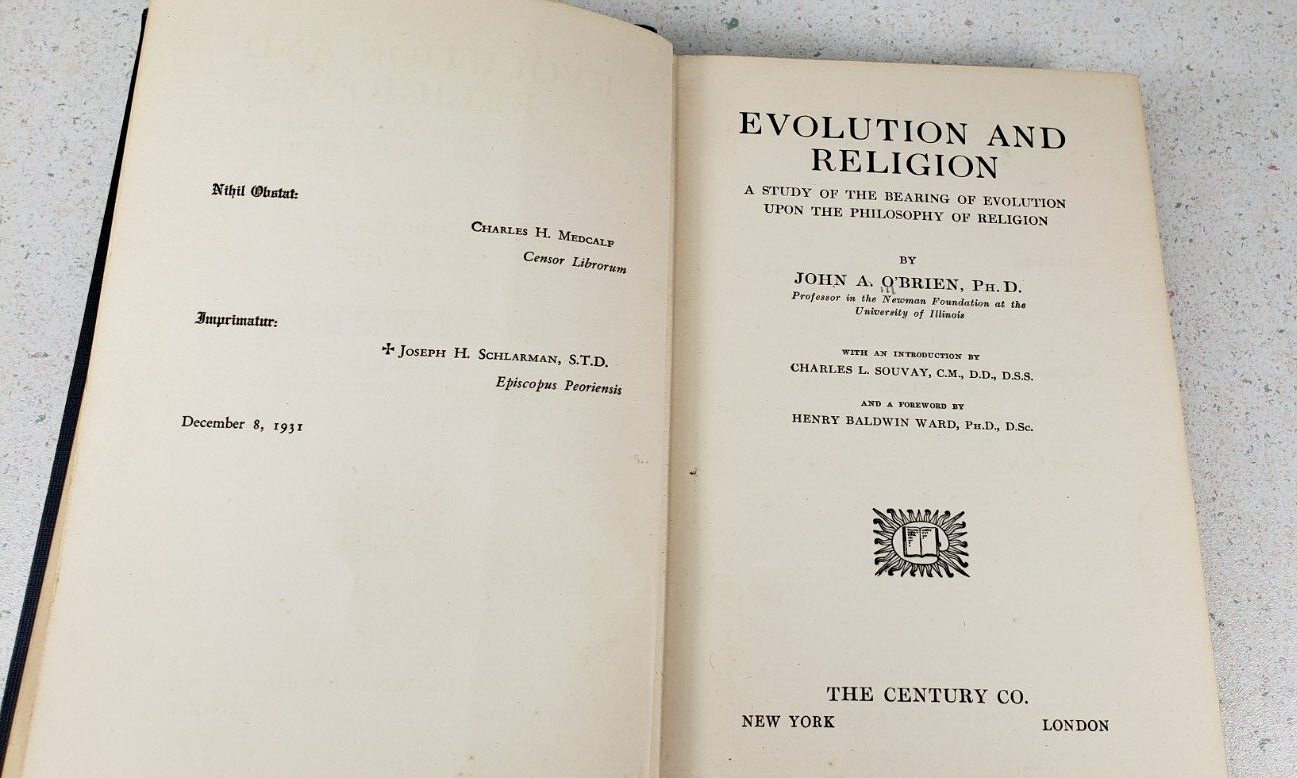 Nihil Obstat:
Charles H. Medcalf
Censor Librorum
Imprimatur:
✠ Joseph H. Schlarman, S.T.D.
Episcopus Peoriensis
December 8, 1931
EVOLUTION AND
RELIGION
A STUDY OF THE BEARING OF EVOLUTION
UPON THE PHILOSOPHY OF RELIGION
BY
JOHN A. O'BRIEN, Ph.D.
Professor in the Newman Foundation at the
University of Illinois
WITH AN INTRODUCTION BY
CHARLES L. SOUVAY, C.M., D.D., D.S.S.
AND A FOREWORD BY
HENRY BALDWIN WARD, Ph.D., D.Sc.
THE CENTURY CO.
NEW YORK LONDON